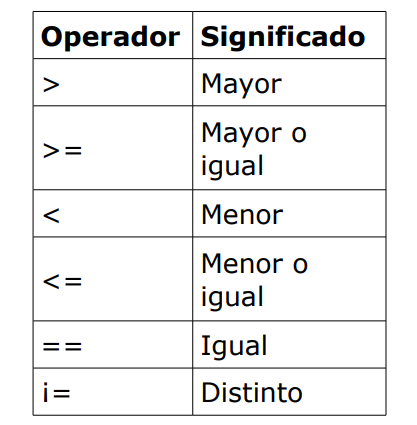 Operador Significado
> Mayor
>= Mayor o
igual
< Menor
<= Menor o
igual
== Igual
¡= Distinto